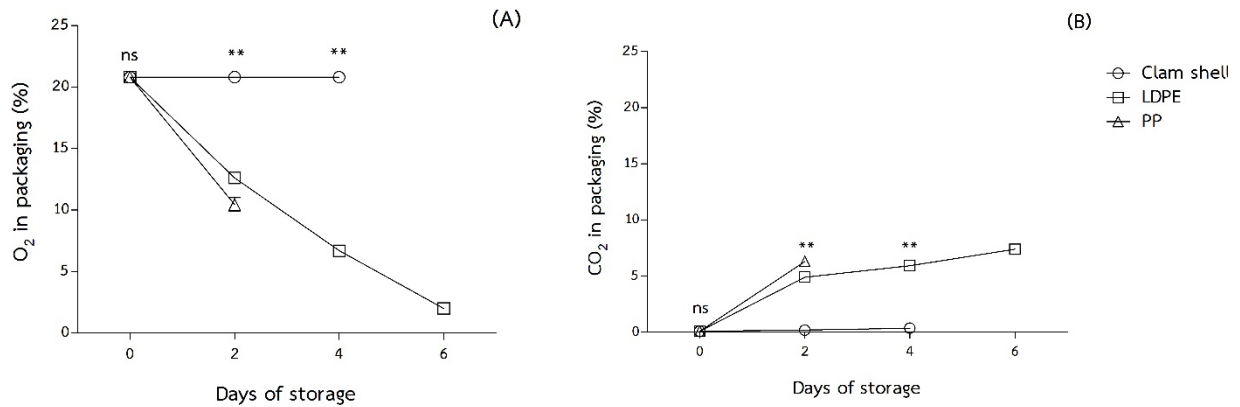 (A)
25
20
15
10
5
0
O2 in packaging (%)
ns
**
**
0 2 4 6
Days of storage
(B)
25
20
15
10
5
0
CO2 in packaging (%)
ns
**
**
0 2 4 6
Days of storage
Clam shell
LDPE
PP